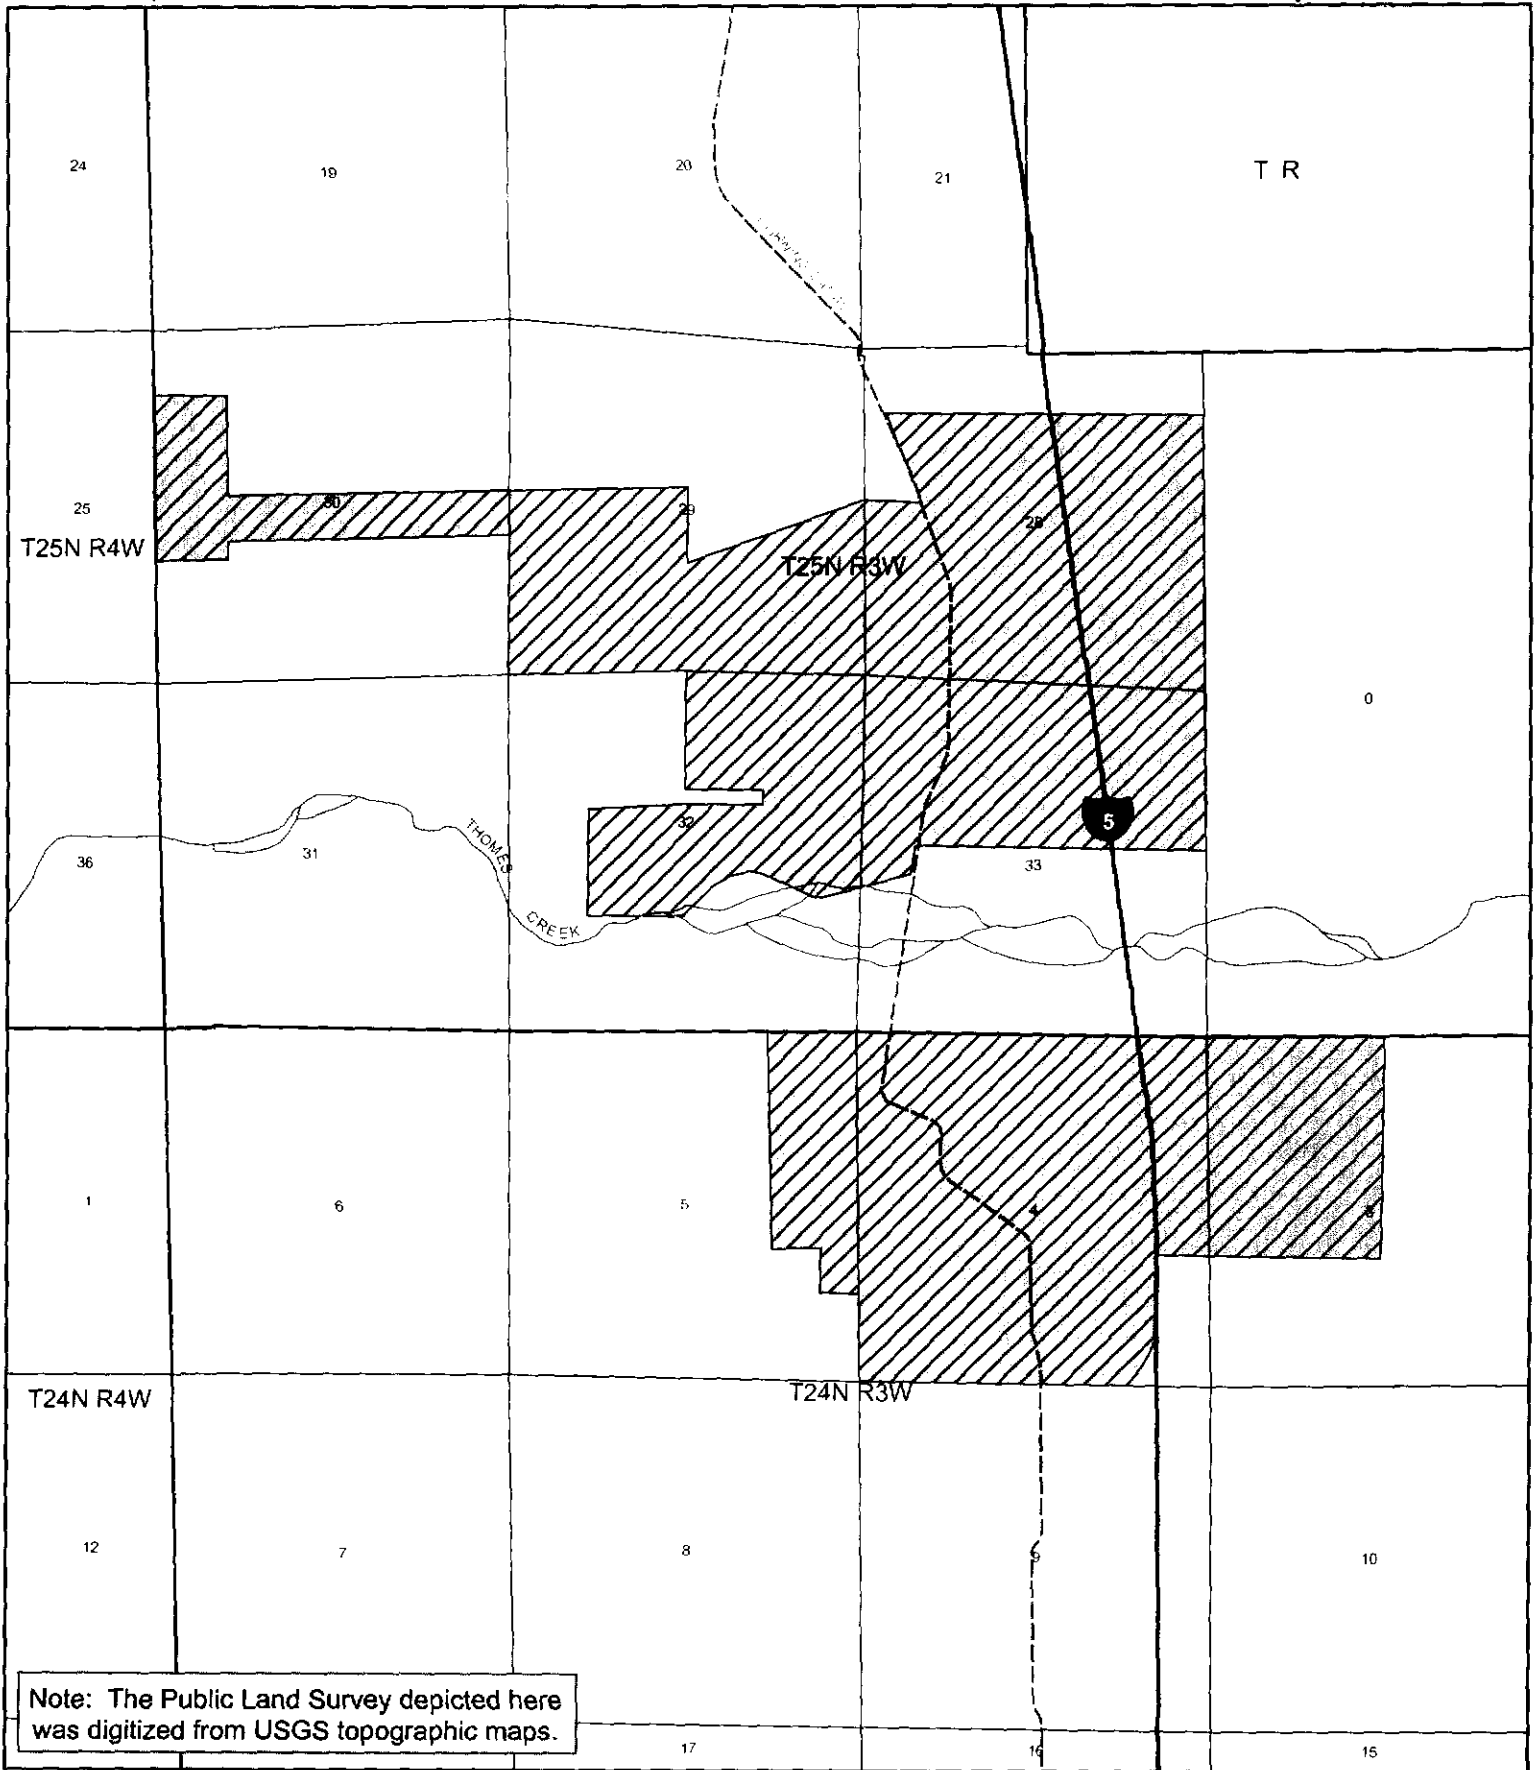 24
19
20
21
T R
25
30
29
28
T25N R4W
T25N R3W
0
36
31
THOMES
CREEK
32
5
33
1
6
5
4
T24N R4W
T24N R3W
12
7
8
9
10
Note: The Public Land Survey depicted here
was digitized from USGS topographic maps.
17
16
15